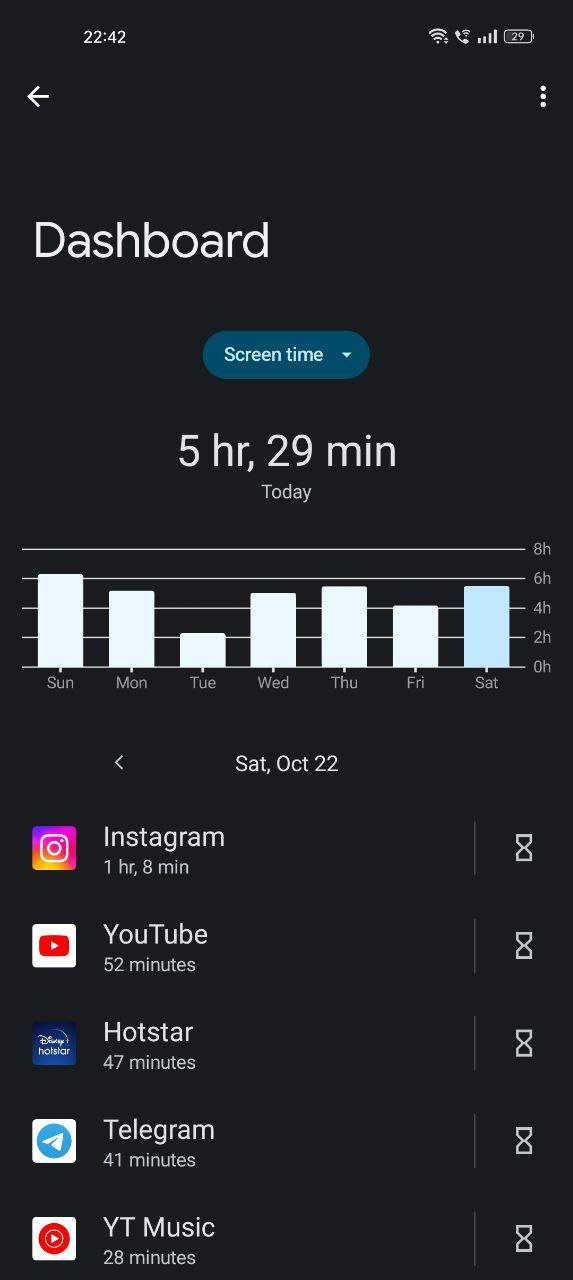 22:42
29
Dashboard
Screen time
5 hr, 29 min
Today
8h
6h
4h
2h
0h
Sun Mon Tue Wed Thu Fri Sat
Sat, Oct 22
Instagram
1 hr, 8 min
YouTube
52 minutes
Disney+
hotstar
Hotstar
47 minutes
Telegram
41 minutes
YT Music
28 minutes